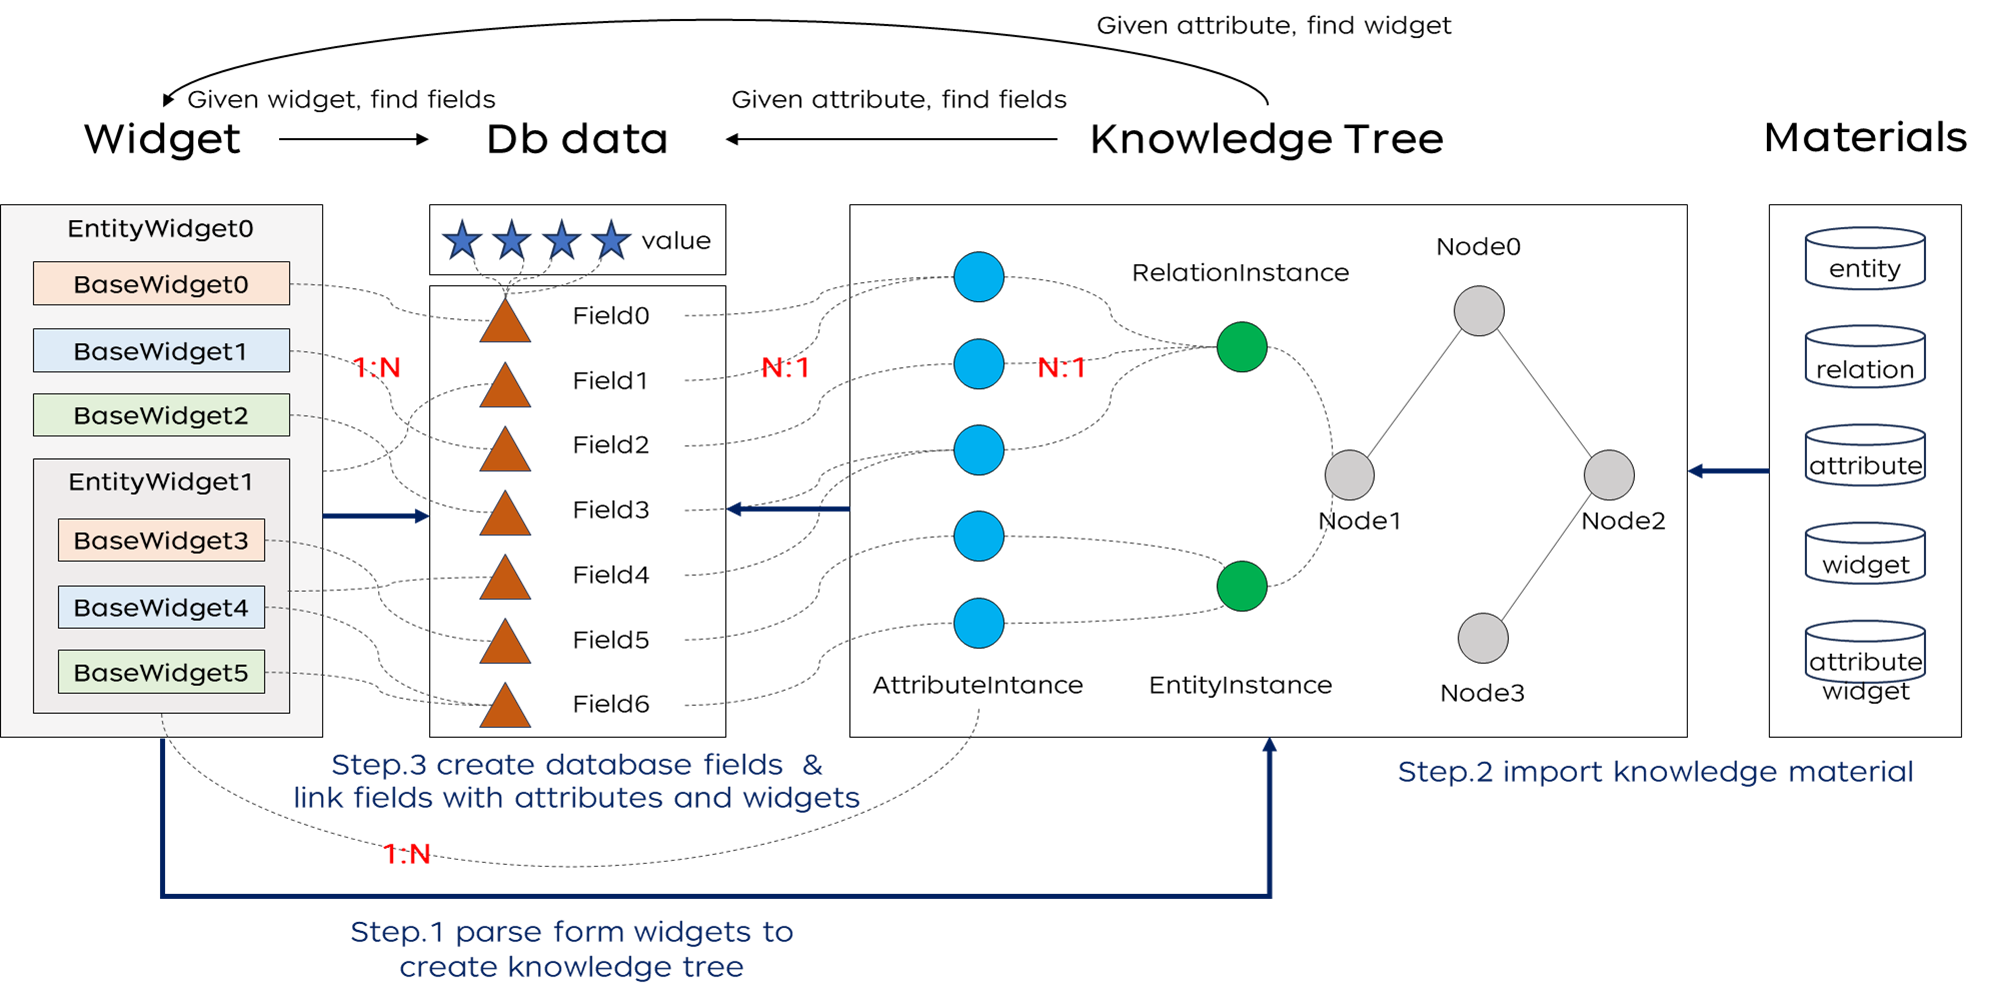 Given attribute, find widget
Given widget, find fields
Given attribute, find fields
Widget
Db data
Knowledge Tree
Materials
EntityWidget0
BaseWidget0
BaseWidget1
BaseWidget2
EntityWidget1
BaseWidget3
BaseWidget4
BaseWidget5
1:N
value
Field0
Field1
Field2
Field3
Field4
Field5
Field6
N:1
N:1
RelationInstance
AttributeIntance
EntityInstance
Node0
Node1
Node2
Node3
entity
relation
attribute
widget
attribute
widget
Step.3 create database fields &
link fields with attributes and widgets
Step.2 import knowledge material
1:N
Step.1 parse form widgets to
create knowledge tree